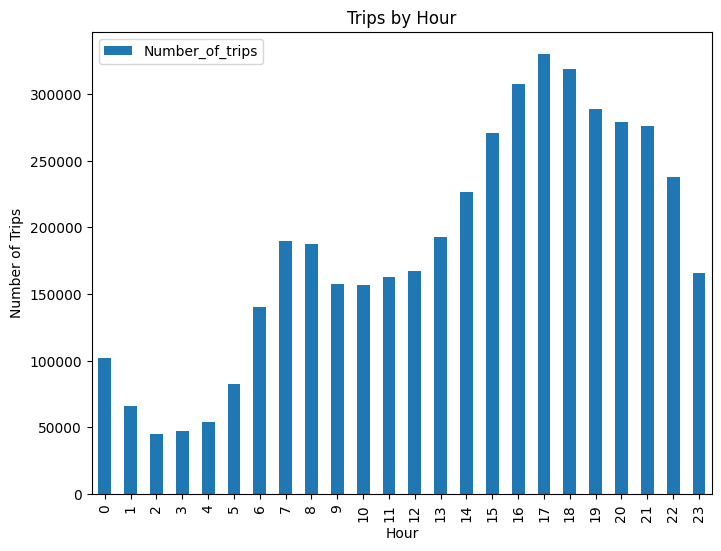 Trips by Hour
Number_of_trips
Number of Trips
300000
250000
200000
150000
100000
50000
0
0 1 2 3 4 5 6 7 8 9 10 11 12 13 14 15 16 17 18 19 20 21 22 23
Hour